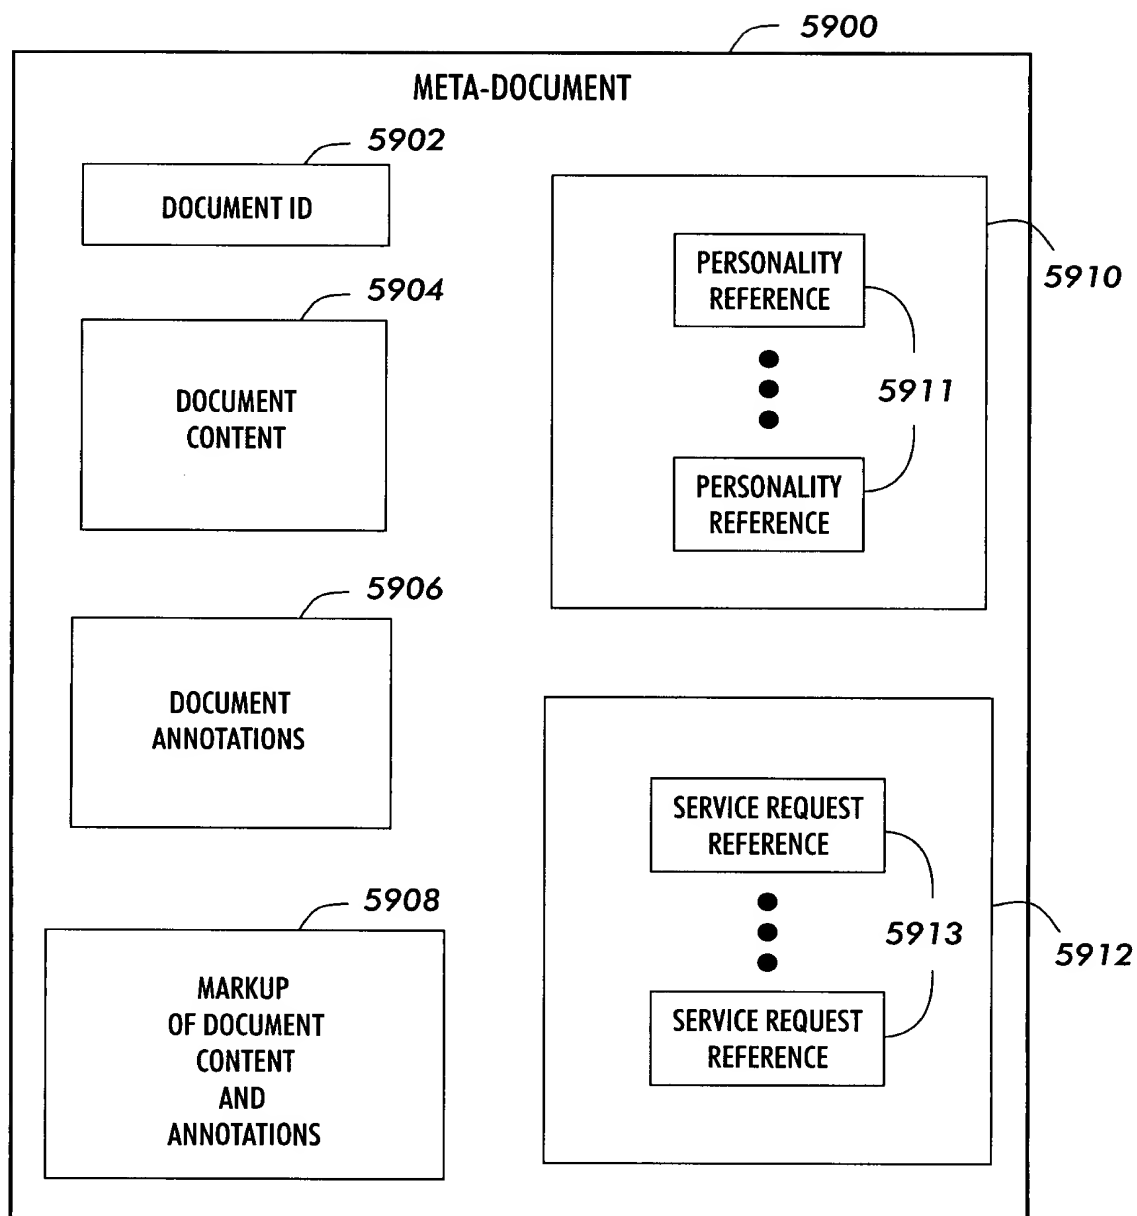 5900
META-DOCUMENT
5902
DOCUMENT ID
5904
DOCUMENT
CONTENT
5906
DOCUMENT
ANNOTATIONS
5908
MARKUP
OF DOCUMENT
CONTENT
AND
ANNOTATIONS
5910
PERSONALITY
REFERENCE
5911
PERSONALITY
REFERENCE
5912
SERVICE REQUEST
REFERENCE
5913
SERVICE REQUEST
REFERENCE